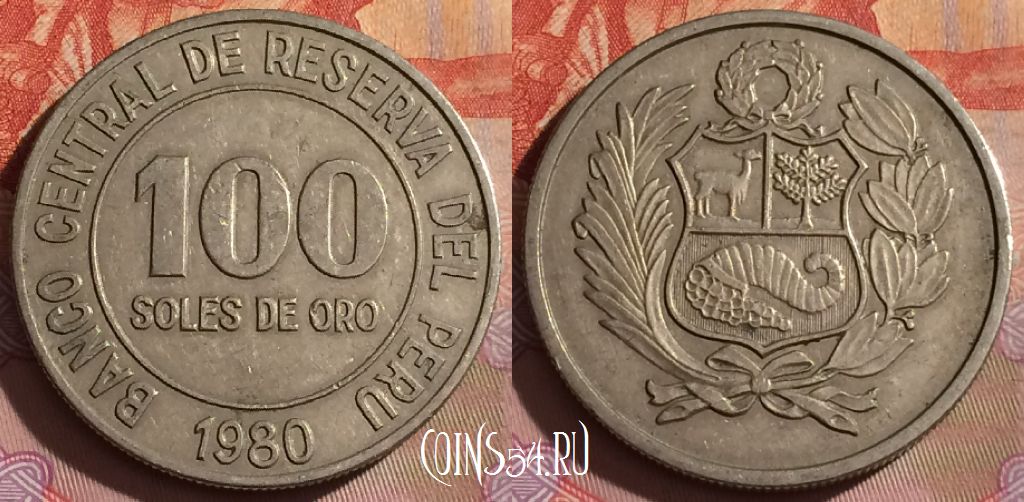 BANCO CENTRAL DE RESERVA DEL PERU
100
SOLES DE ORO
1980
COINS54.RU